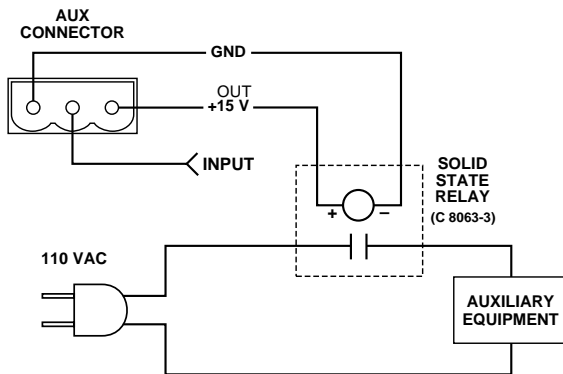 AUX
CONNECTOR
GND
OUT
+15 V
INPUT
SOLID
STATE
RELAY
(C 8063-3)
+
–
110 VAC
AUXILIARY
EQUIPMENT